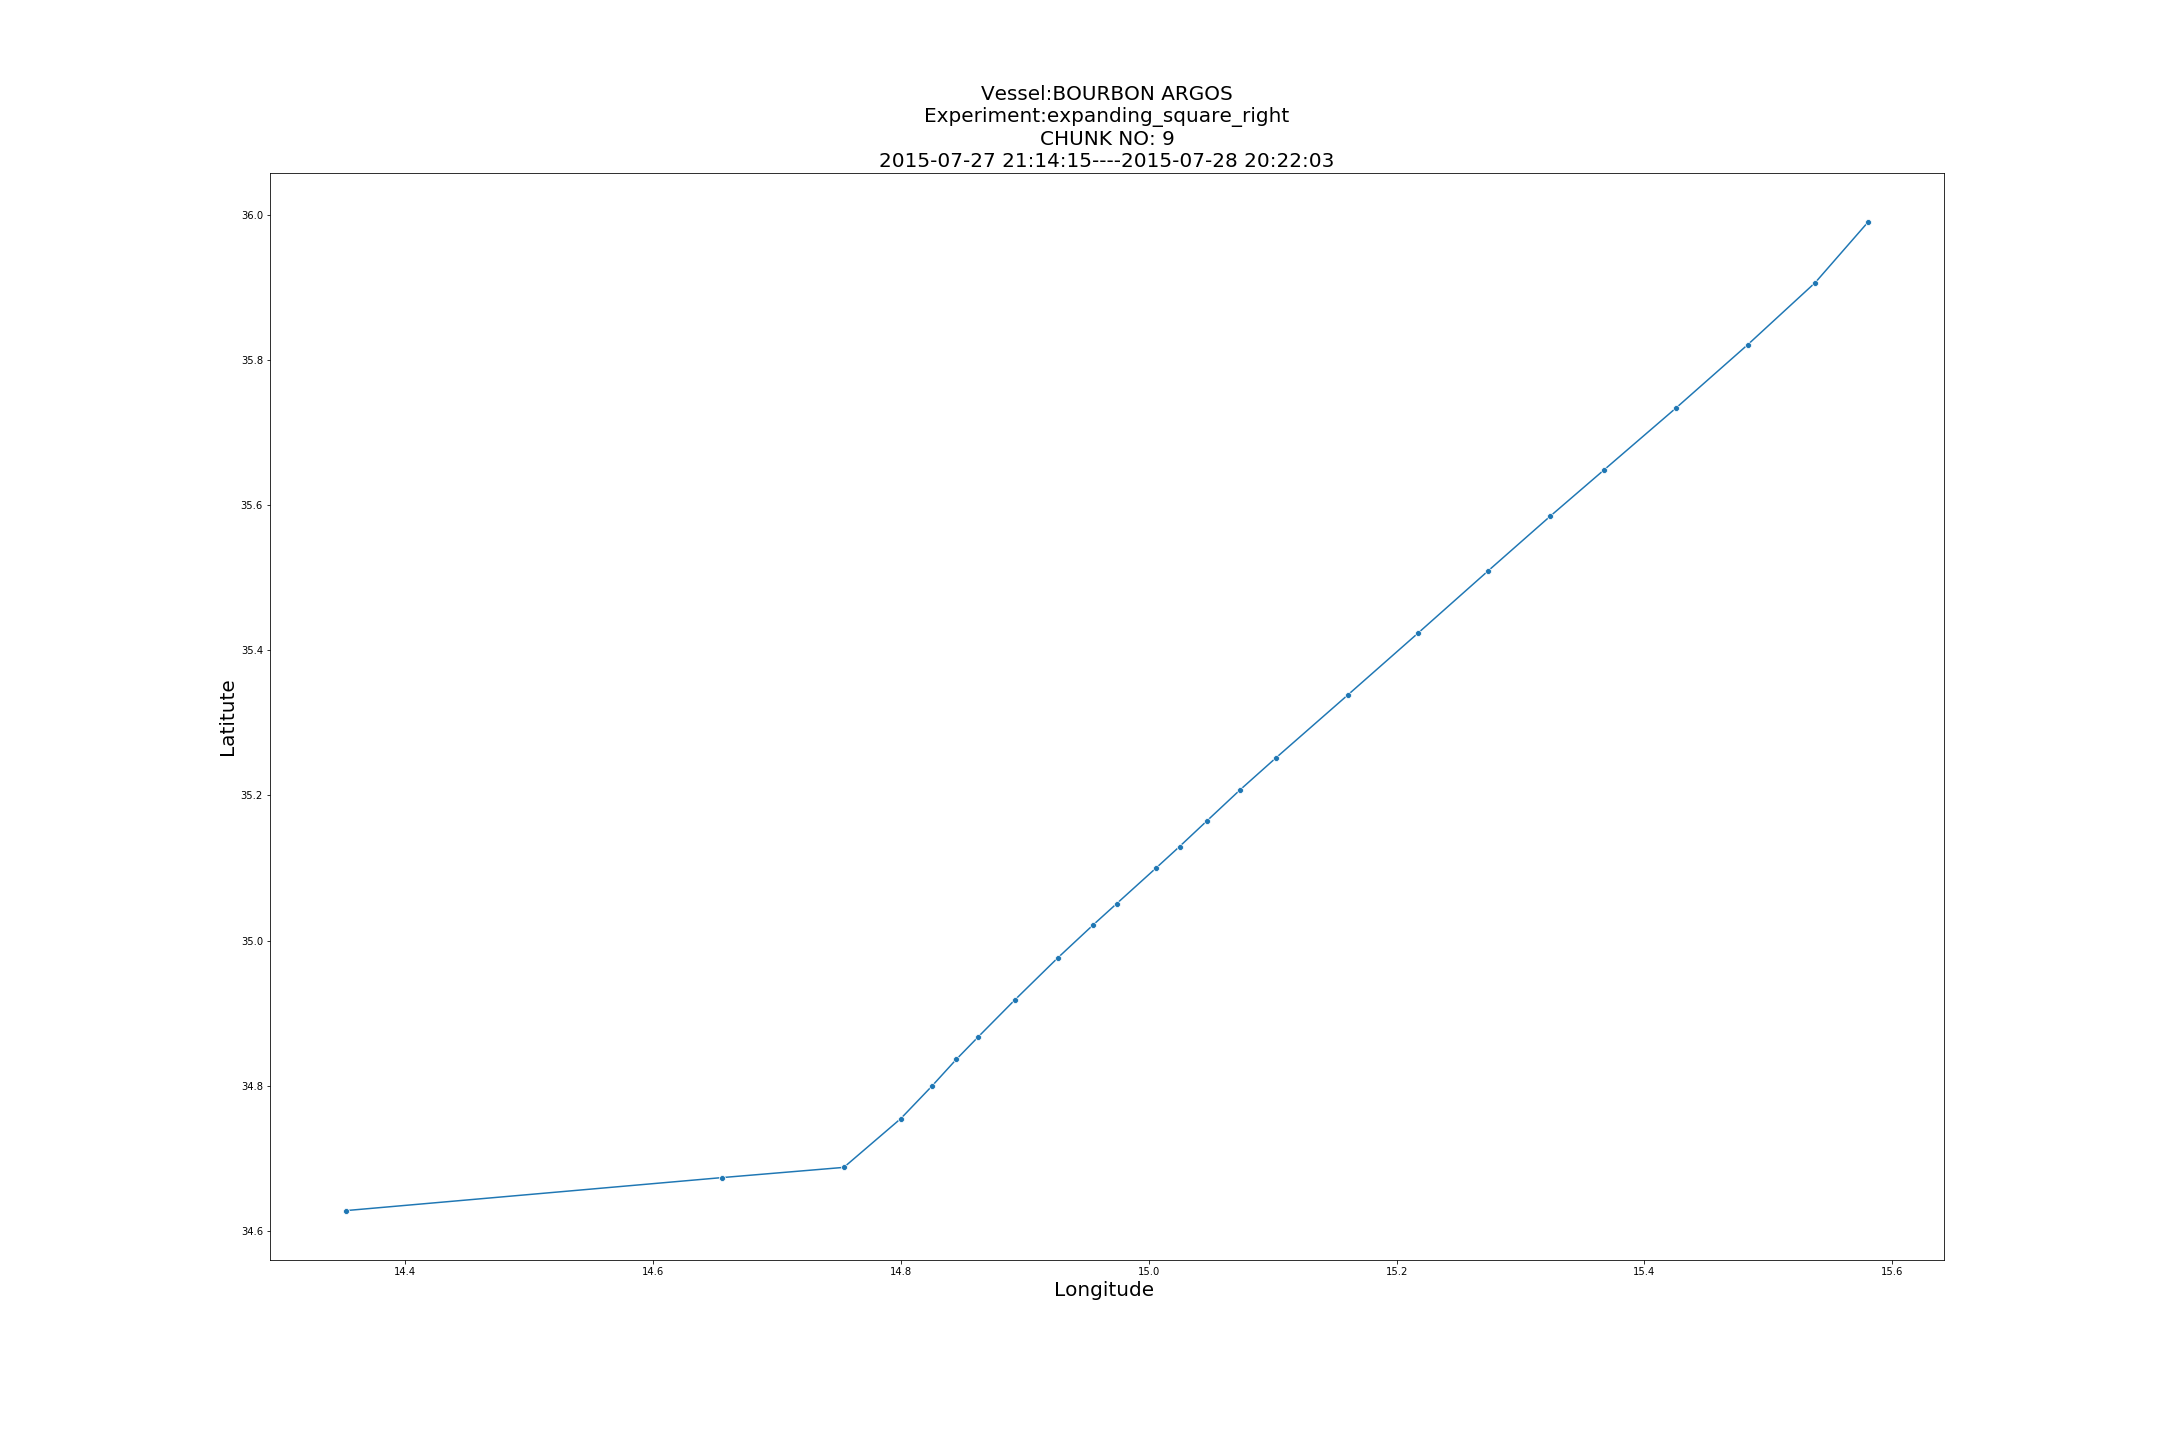 Vessel:BOURBON ARGOS
Experiment:expanding_square_right
CHUNK NO: 9
2015-07-27 21:14:15----2015-07-28 20:22:03
36.0
35.8
35.6
35.4
35.2
35.0
34.8
34.6
Latitute
14.4 14.6 14.8 15.0 15.2 15.4 15.6
Longitude